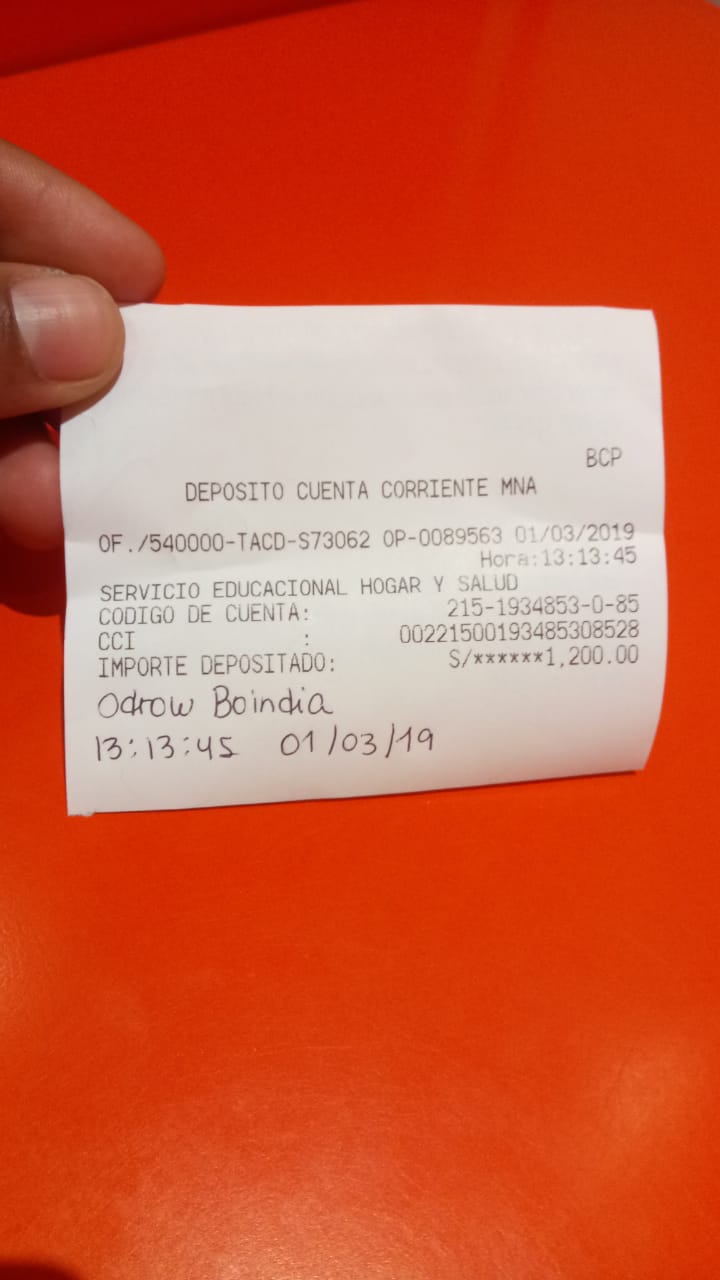 BCP
DEPOSITO CUENTA CORRIENTE MNA
OF./540000-TACD-S73062 OP-0089563 01/03/2019
Hora:13:13:45
SERVICIO EDUCACIONAL HOGAR Y SALUD
CODIGO DE CUENTA: 215-1934853-0-85
CCI : 00221500193485308528
IMPORTE DEPOSITADO: S/******1,200.00
Odrow Boindia
13:13:45 01/03/19